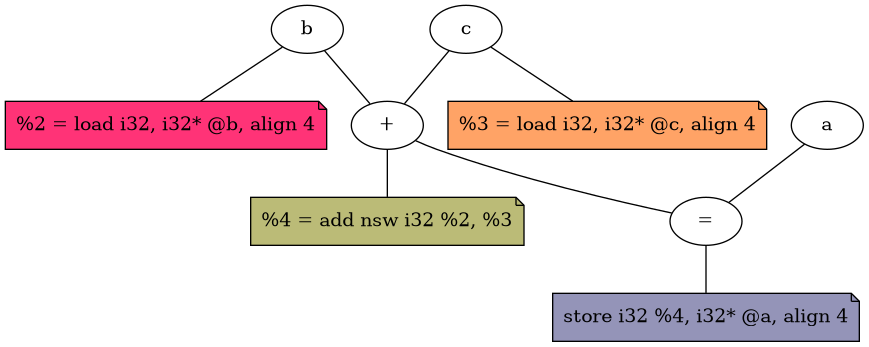 b
c
%2 = load i32, i32* @b, align 4
+
%3 = load i32, i32* @c, align 4
a
%4 = add nsw i32 %2, %3
=
store i32 %4, i32* @a, align 4